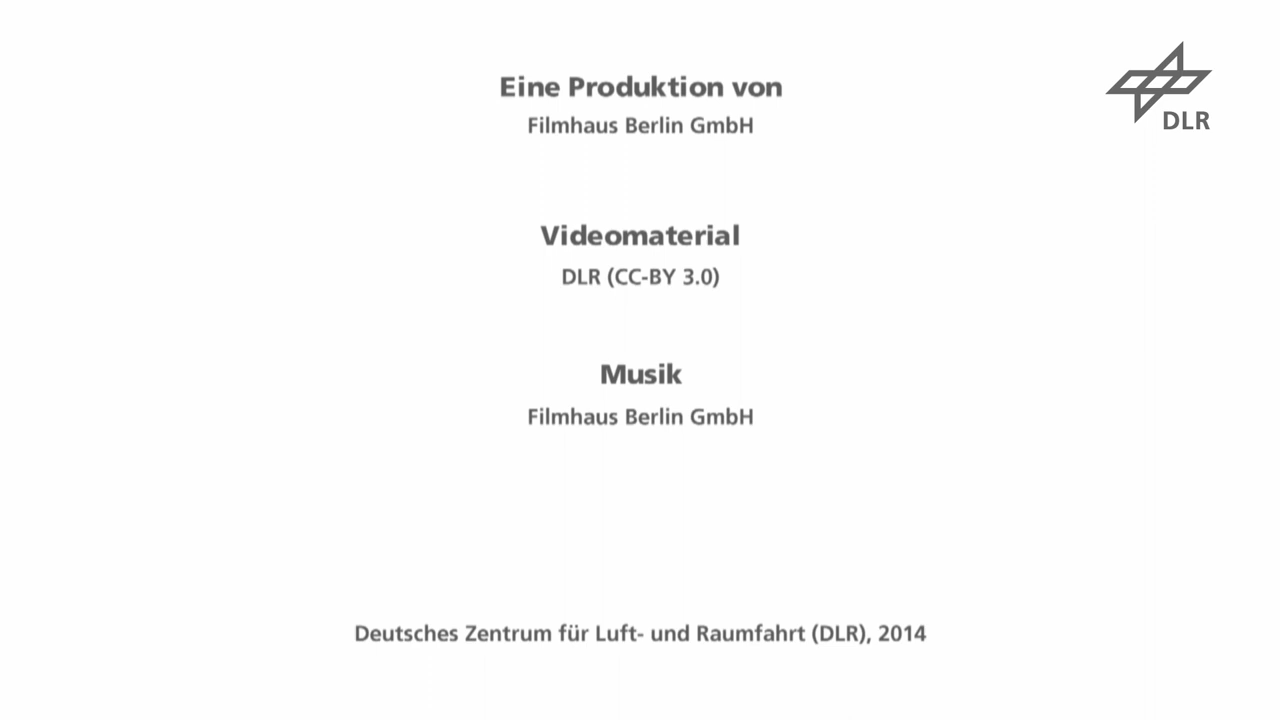 Eine Produktion von
Filmhaus Berlin GmbH
DLR
Videomaterial
DLR (CC-BY 3.0)
Musik
Filmhaus Berlin GmbH
Deutsches Zentrum für Luft- und Raumfahrt (DLR), 2014